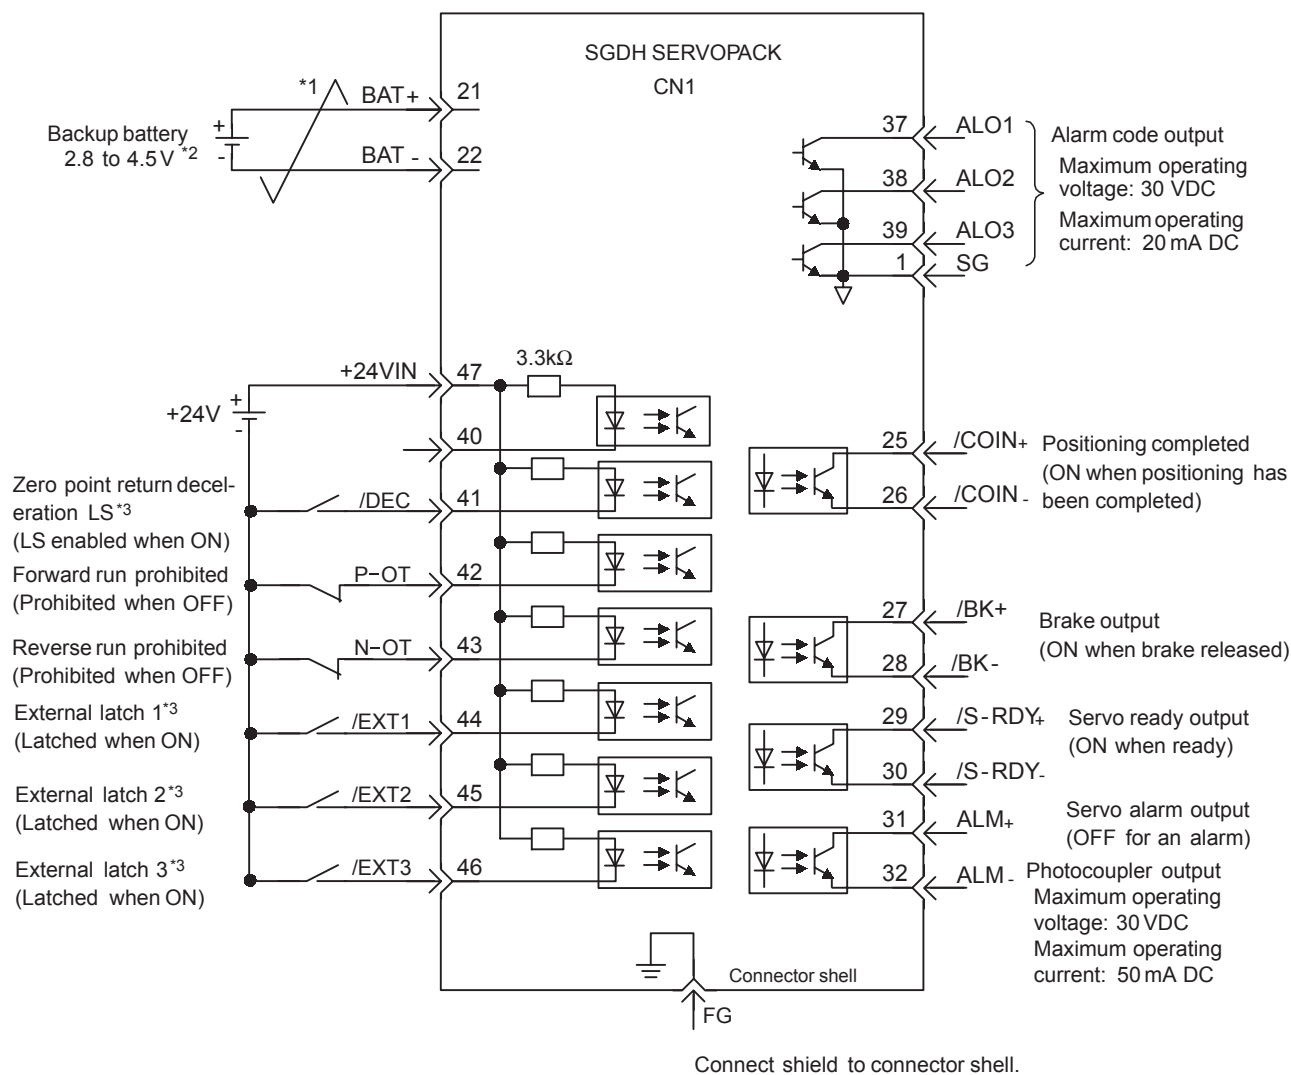 SGDH SERVOPACK
CN1
*1
BAT+
21
Backup battery
2.8 to 4.5V *2
+
-
BAT -
22
37
ALO1
38
ALO2
39
ALO3
1
SG
Alarm code output
Maximum operating
voltage: 30 VDC
Maximum operating
current: 20 mA DC
+24VIN
47
3.3kΩ
+24V
+
-
40
Zero point return decel-
eration LS*3
(LS enabled when ON)
/DEC
41
Forward run prohibited
(Prohibited when OFF)
P-OT
42
Reverse run prohibited
(Prohibited when OFF)
N-OT
43
External latch 1*3
(Latched when ON)
/EXT1
44
External latch 2*3
(Latched when ON)
/EXT2
45
External latch 3*3
(Latched when ON)
/EXT3
46
25
/COIN+
26
/COIN -
Positioning completed
(ON when positioning has
been completed)
27
/BK+
28
/BK -
Brake output
(ON when brake released)
29
/S-RDY+
30
/S-RDY-
Servo ready output
(ON when ready)
31
ALM+
32
ALM -
Servo alarm output
(OFF for an alarm)
Photocoupler output
Maximum operating
voltage: 30 VDC
Maximum operating
current: 50 mA DC
Connector shell
FG
Connect shield to connector shell.